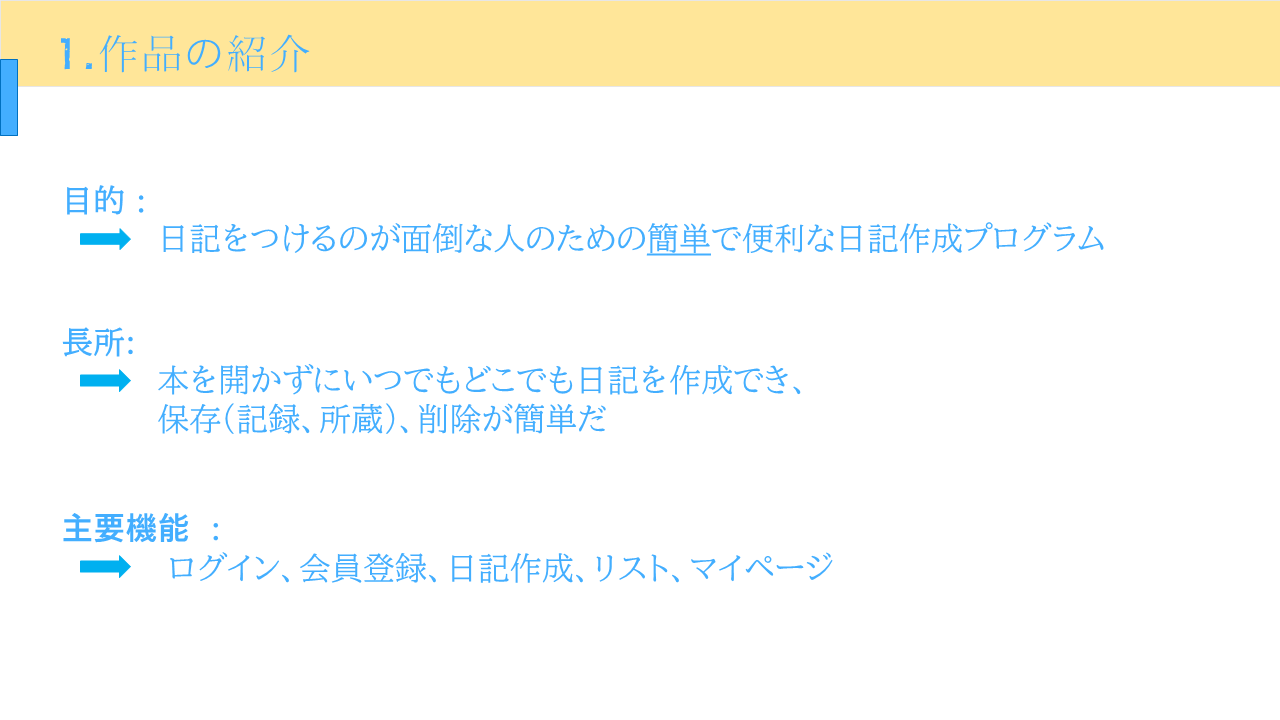 1.作品の紹介
目的 :
日記をつけるのが面倒な人のための簡単で便利な日記作成プログラム
長所:
本を開かずにいつでもどこでも日記を作成でき、
保存(記録、所蔵)、削除が簡単だ
主要機能 :
ログイン、会員登録、日記作成、リスト、マイページ